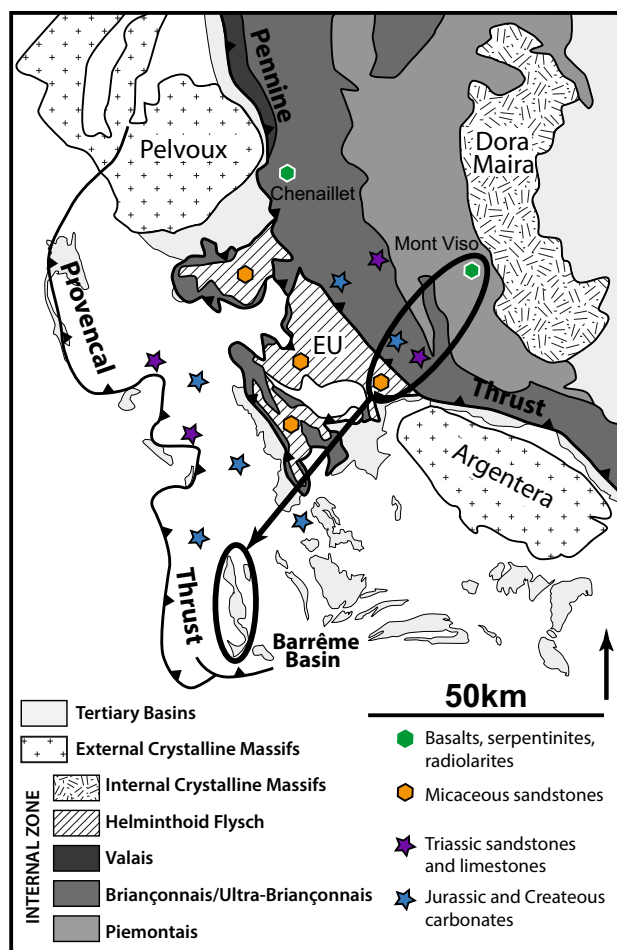 Pennine
Pelvoux
Dora
Maira
Chenaillet
Mont Viso
Provencal
EU
Thrust
Argentera
Thrust
Barrême
Basin
50km
Tertiary Basins
External Crystalline Massifs
INTERNAL ZONE
Internal Crystalline Massifs
Helminthoid Flysch
Valais
Briançonnais/Ultra-Briançonnais
Piemontais
Basalts, serpentinites,
radiolarites
Micaceous sandstones
Triassic sandstones
and limestones
Jurassic and Createous
carbonates